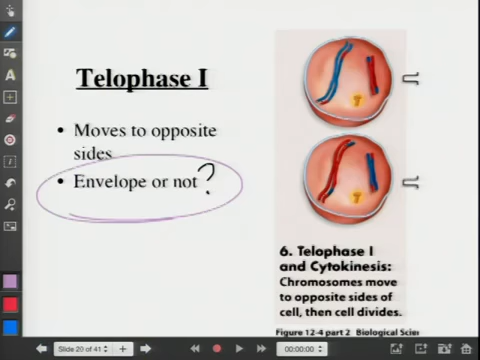 Telophase I
• Moves to opposite
sides
• Envelope or not?
6. Telophase I
and Cytokinesis:
Chromosomes move
to opposite sides of
cell, then cell divides.
Figure 12-4 part 2 Biological Scien
Slide 20 of 41
00:00:00